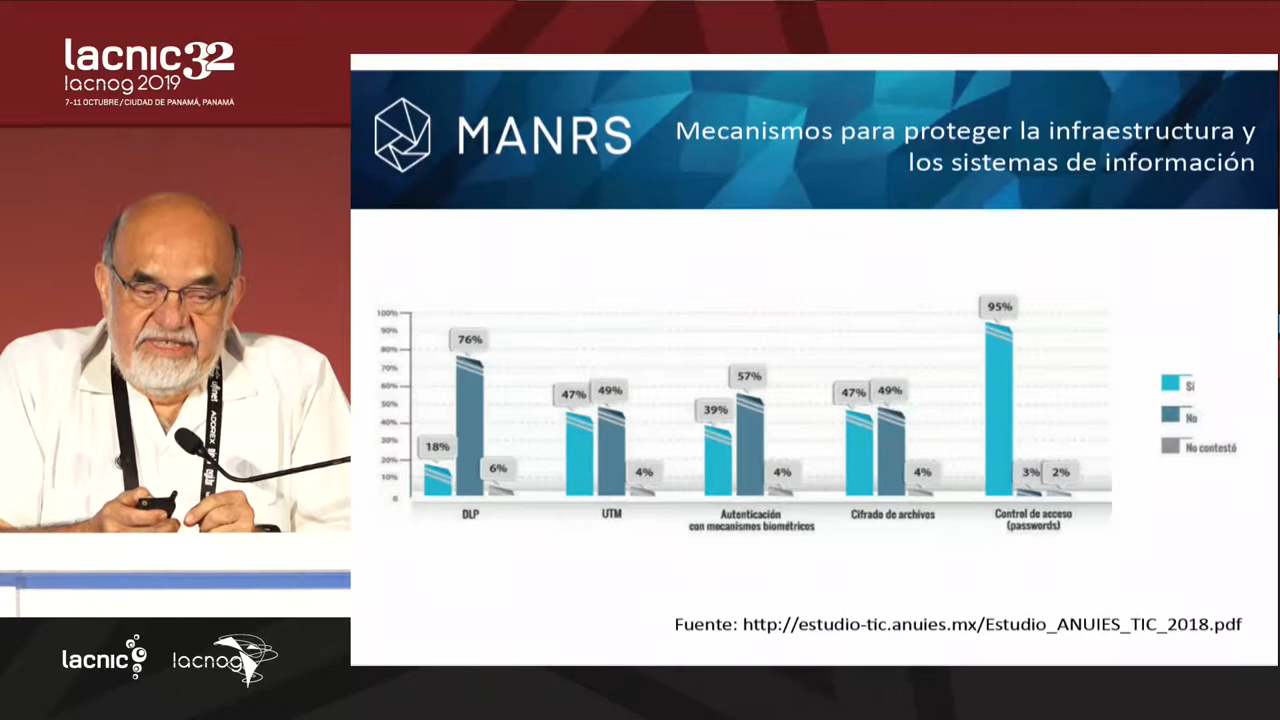 lacnic32
lacnog 2019
7-11 OCTUBRE / CIUDAD DE PANAMÁ, PANAMÁ
MANRS
Mecanismos para proteger la infraestructura y
los sistemas de información
100%
90%
80%
70%
60%
50%
40%
30%
20%
10%
0
18%
76%
6%
DLP
47%
49%
4%
UTM
39%
57%
4%
Autenticación
con mecanismos biométricos
47%
49%
4%
Cifrado de archivos
95%
3%
2%
Control de acceso
(passwords)
Sí
No
No contestó
Fuente: http://estudio-tic.anuies.mx/Estudio_ANUIES_TIC_2018.pdf
ADOREX
lacnic
lacnog